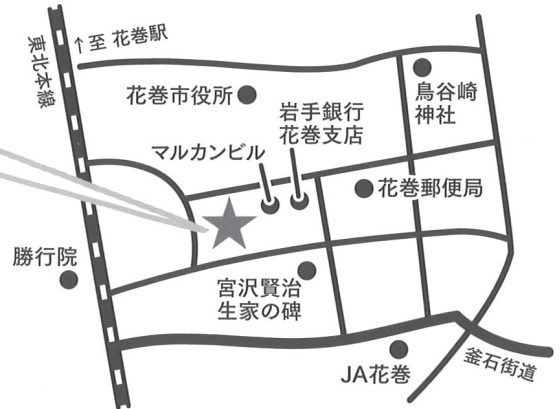 ↑至 花巻駅
東北本線
花巻市役所
鳥谷崎
神社
岩手銀行
花巻支店
マルカンビル
花巻郵便局
勝行院
宮沢賢治
生家の碑
釜石街道
JA花巻